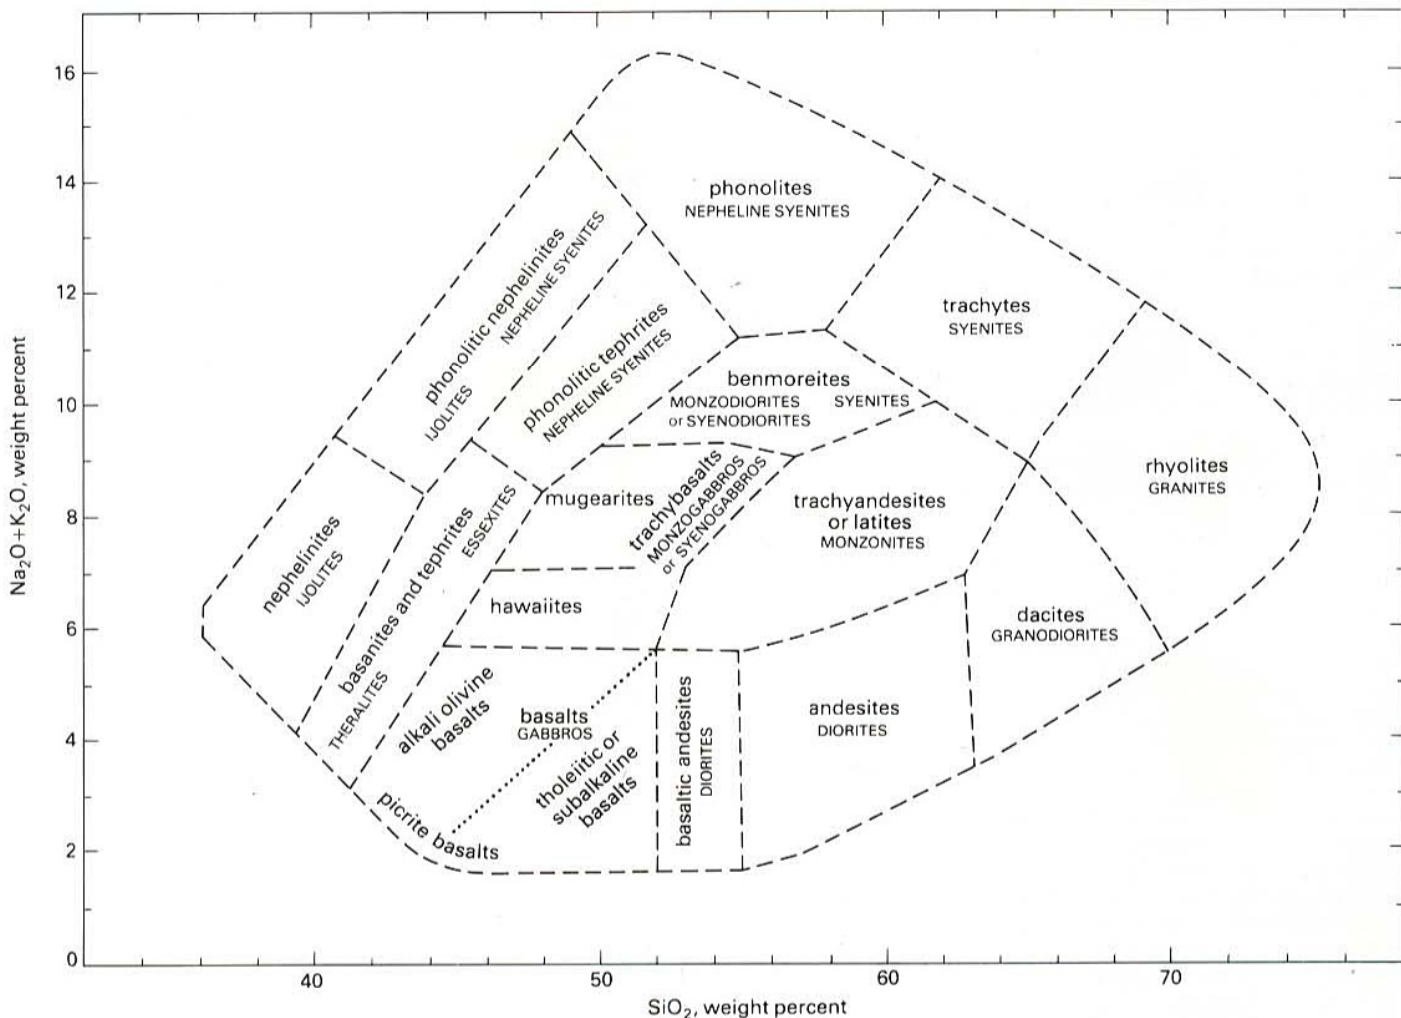 16
14
12
10
8
6
4
2
0
Na₂O+K₂O, weight percent
phonolites
NEPHELINE SYENITES
phonolitic nephelinites
NEPHELINE SYENITES
IJOLITES
phonolitic tephrites
NEPHELINE SYENITES
trachytes
SYENITES
benmoreites
MONZODIORITES SYENITES
or SYENODIORITES
mugearites
trachybasalts
MONZOGABBROS
or SYENOGABBROS
trachyandesites
or latites
MONZONITES
rhyolites
GRANITES
nephelinites
IJOLITES
basanites and tephrites
ESSEXITES
THERALITES
hawaiites
dacites
GRANODIORITES
alkali olivine
basalts
basalts
GABBROS
tholeiitic or
subalkaline
basalts
basaltic andesites
DIORITES
andesites
DIORITES
picrite basalts
40
50
60
70
SiO₂, weight percent